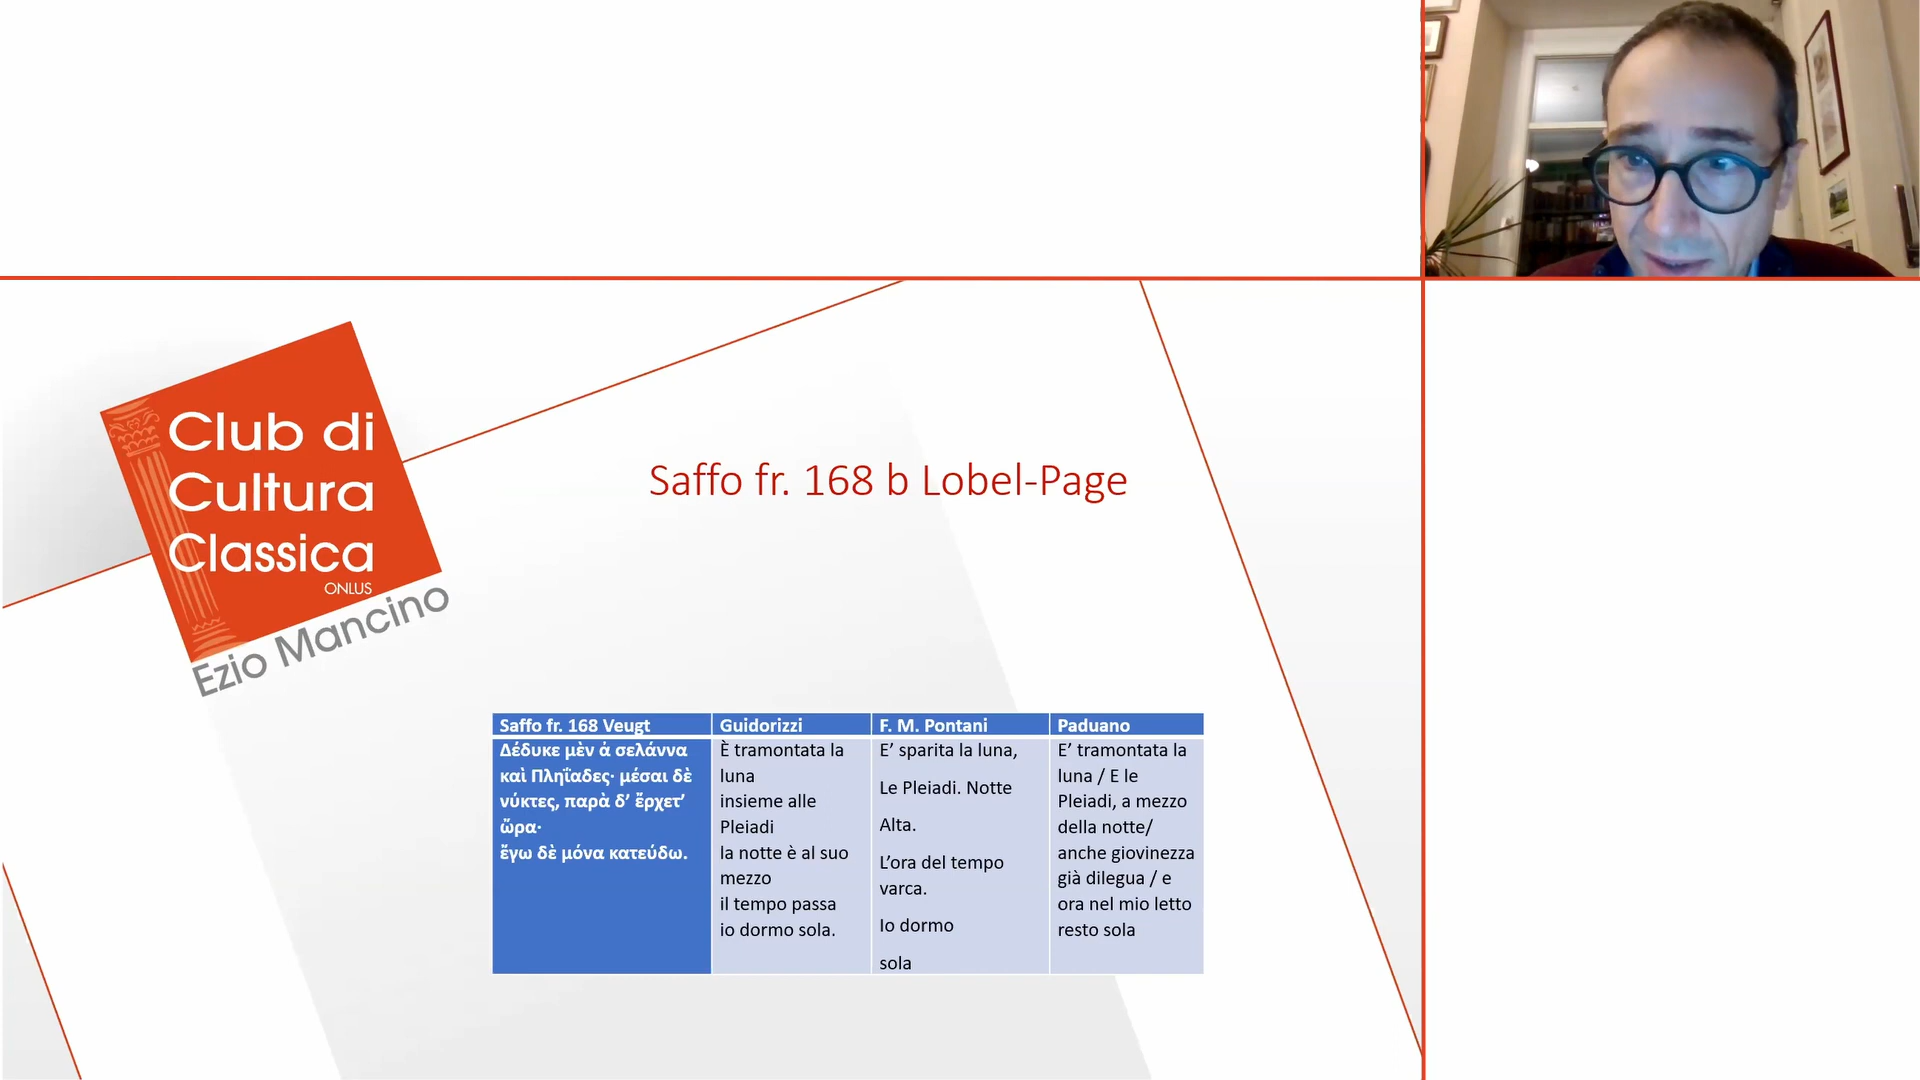 Club di
Cultura
Classica
ONLUS
Ezio Mancino
Saffo fr. 168 b Lobel-Page
Saffo fr. 168 Veugt
Δέδυκε μὲν ἀ σελάννα
καὶ Πληΐαδες· μέσαι δὲ
νύκτες, παρὰ δ’ ἔρχετ’
ὤρα·
ἔγω δὲ μόνα κατεύδω.
Guidorizzi
È tramontata la
luna
insieme alle
Pleiadi
la notte è al suo
mezzo
il tempo passa
io dormo sola.
F. M. Pontani
E’ sparita la luna,
Le Pleiadi. Notte
Alta.
L’ora del tempo
varca.
Io dormo
sola
Paduano
E’ tramontata la
luna / E le
Pleiadi, a mezzo
della notte/
anche giovinezza
già dilegua / e
ora nel mio letto
resto sola